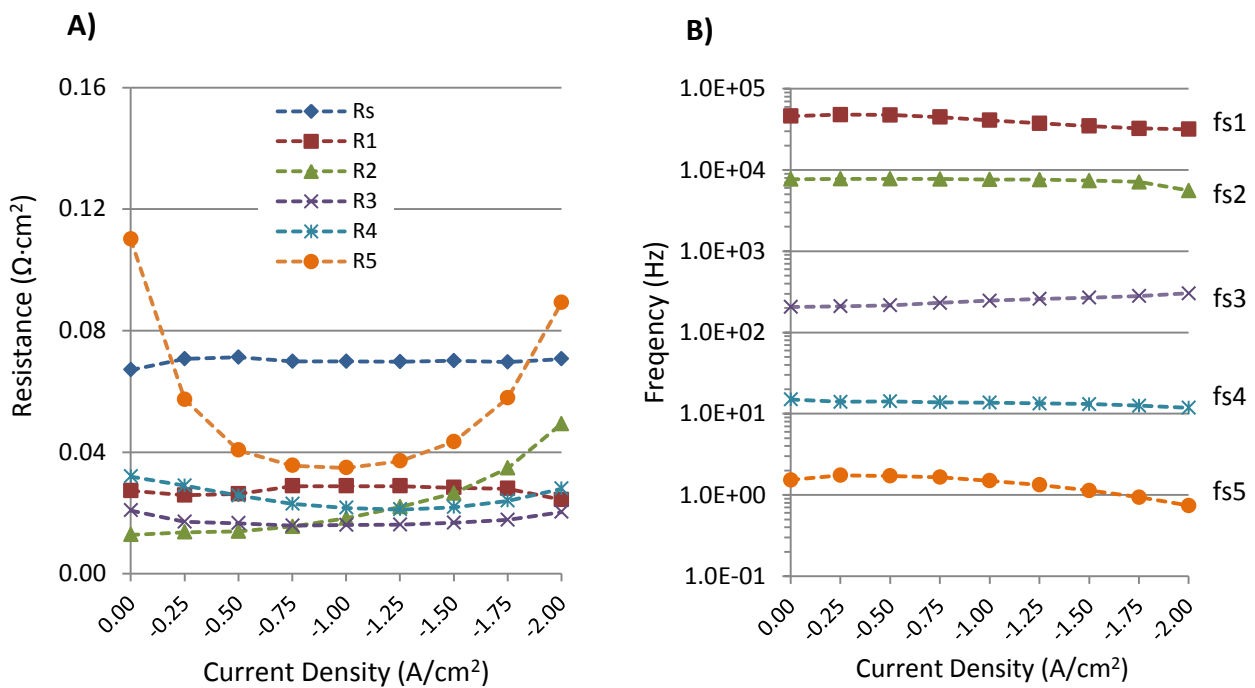 A)
Resistance (Ω·cm²)
0.16
0.12
0.08
0.04
0.00
Rs
R1
R2
R3
R4
R5
0.00 -0.25 -0.50 -0.75 -1.00 -1.25 -1.50 -1.75 -2.00
Current Density (A/cm²)
B)
Freqency (Hz)
1.0E+05
1.0E+04
1.0E+03
1.0E+02
1.0E+01
1.0E+00
1.0E-01
fs1
fs2
fs3
fs4
fs5
0.00 -0.25 -0.50 -0.75 -1.00 -1.25 -1.50 -1.75 -2.00
Current Density (A/cm²)